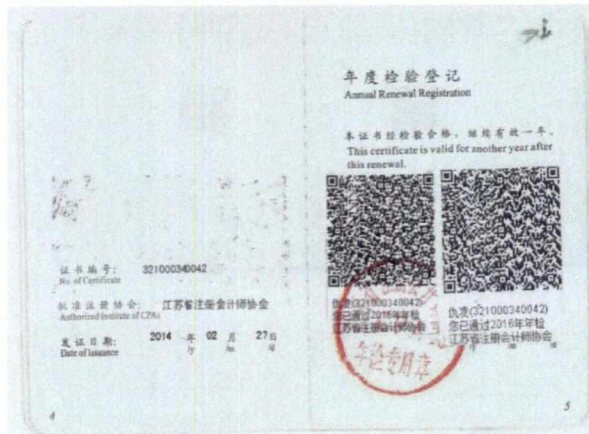 证书编号: 321000340042
No. of Certificate
批准注册协会: 江苏省注册会计师协会
Authorized Institute of CPAs
发证日期: 2014 年 02 月 27日
Date of Issuance /y /m /d
4
年度检验登记
Annual Renewal Registration
本证书经检验合格，继续有效一年。
This certificate is valid for another year after
this renewal.
仇发(321000340042)
您已通过2016年年检
江苏省注册会计师协会
仇发(321000340042)
您已通过2016年年检
江苏省注册会计师协会
年检专用章
5